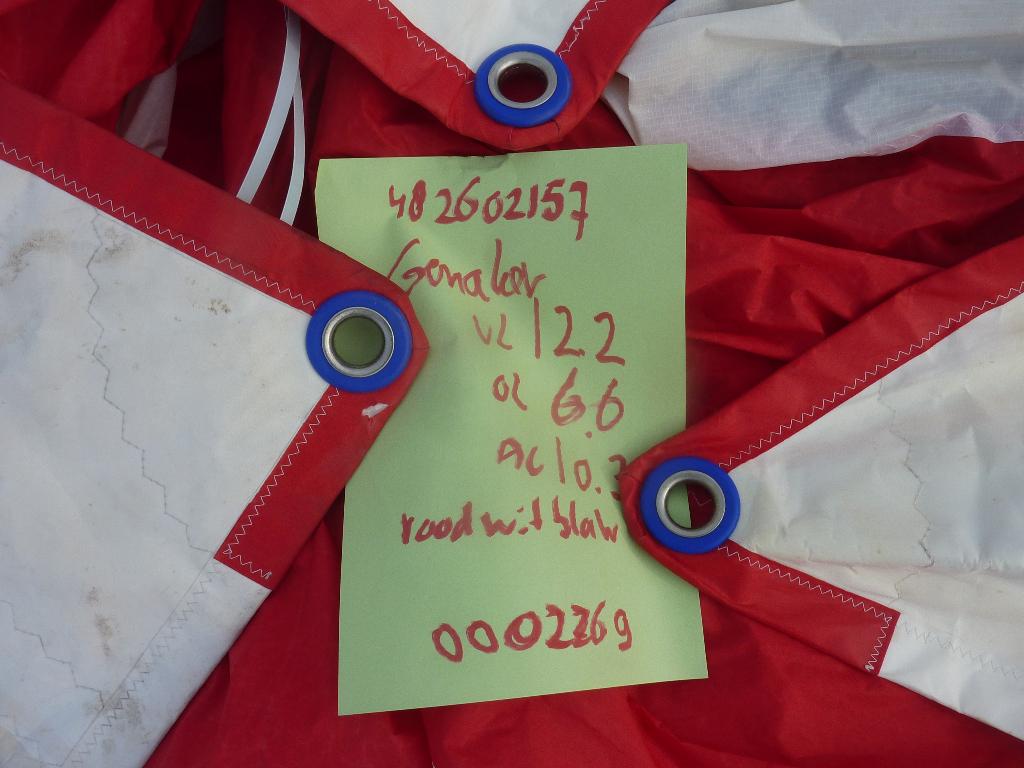 482602157
Genaker
VL 12.2
OL 6.6
AC 10.3
rood wit blauw
0002269